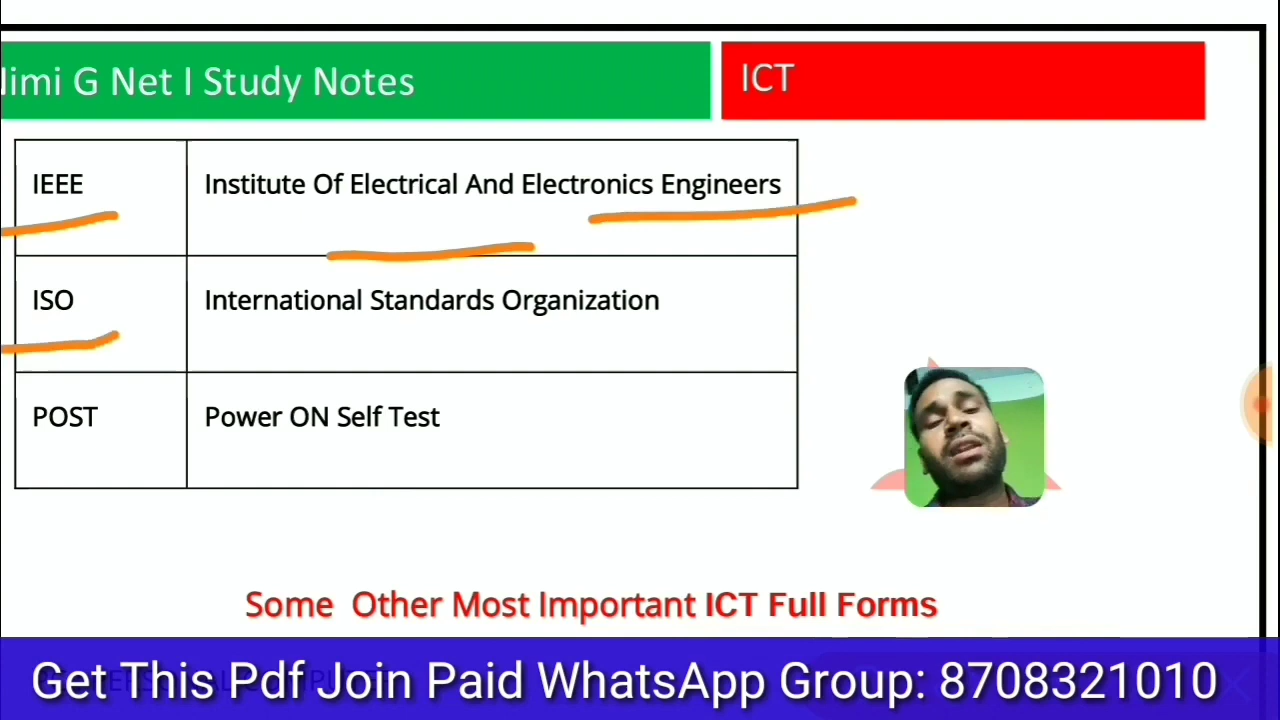 Nimi G Net I Study Notes
ICT
IEEE
Institute Of Electrical And Electronics Engineers
ISO
International Standards Organization
POST
Power ON Self Test
Some Other Most Important ICT Full Forms
Get This Pdf Join Paid WhatsApp Group: 8708321010